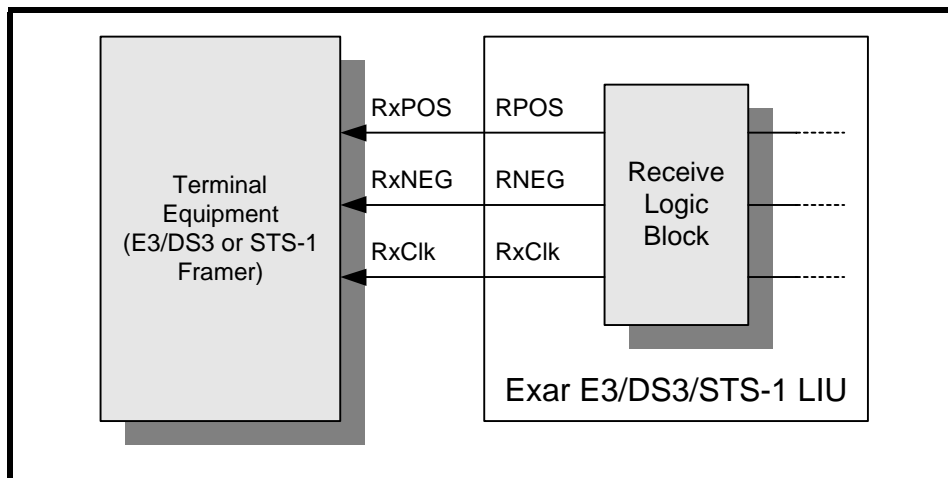 Terminal
Equipment
(E3/DS3 or STS-1
Framer)
RxPOS
RPOS
RxNEG
RNEG
RxClk
RxClk
Receive
Logic
Block
Exar E3/DS3/STS-1 LIU